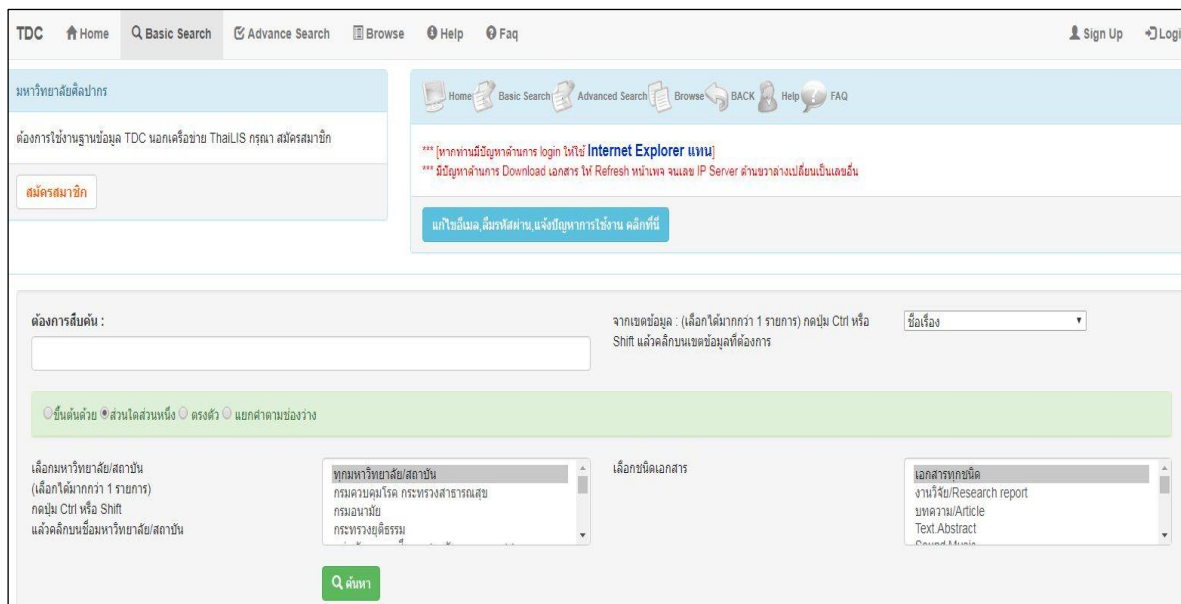 TDC Home Basic Search Advance Search Browse Help Faq Sign Up Logi
มหาวิทยาลัยศิลปากร
ต้องการใช้งานฐานข้อมูล TDC นอกเครือข่าย ThaiLIS กรุณา สมัครสมาชิก
สมัครสมาชิก
Home Basic Search Advanced Search Browse BACK Help FAQ
*** [หากท่านมีปัญหาด้านการ login ให้ใช้ Internet Explorer แทน]
*** มีปัญหาด้านการ Download เอกสาร ให้ Refresh หน้าเพจ จนเลข IP Server ด้านขวาล่างเปลี่ยนเป็นเลขอื่น
แก้ไขอีเมล,ลืมรหัสผ่าน,แจ้งปัญหาการใช้งาน คลิกที่นี่
ต้องการสืบค้น :
จากเขตข้อมูล : (เลือกได้มากกว่า 1 รายการ) กดปุ่ม Ctrl หรือ
Shift แล้วคลิกบนเขตข้อมูลที่ต้องการ
ชื่อเรื่อง
ขึ้นต้นด้วย ส่วนใดส่วนหนึ่ง ตรงตัว แยกคำตามช่องว่าง
เลือกมหาวิทยาลัย/สถาบัน
(เลือกได้มากกว่า 1 รายการ)
กดปุ่ม Ctrl หรือ Shift
แล้วคลิกบนชื่อมหาวิทยาลัย/สถาบัน
ทุกมหาวิทยาลัย/สถาบัน
กรมควบคุมโรค กระทรวงสาธารณสุข
กรมอนามัย
กระทรวงยุติธรรม
เลือกชนิดเอกสาร
เอกสารทุกชนิด
งานวิจัย/Research report
บทความ/Article
Text.Abstract
Sound.Music
ค้นหา